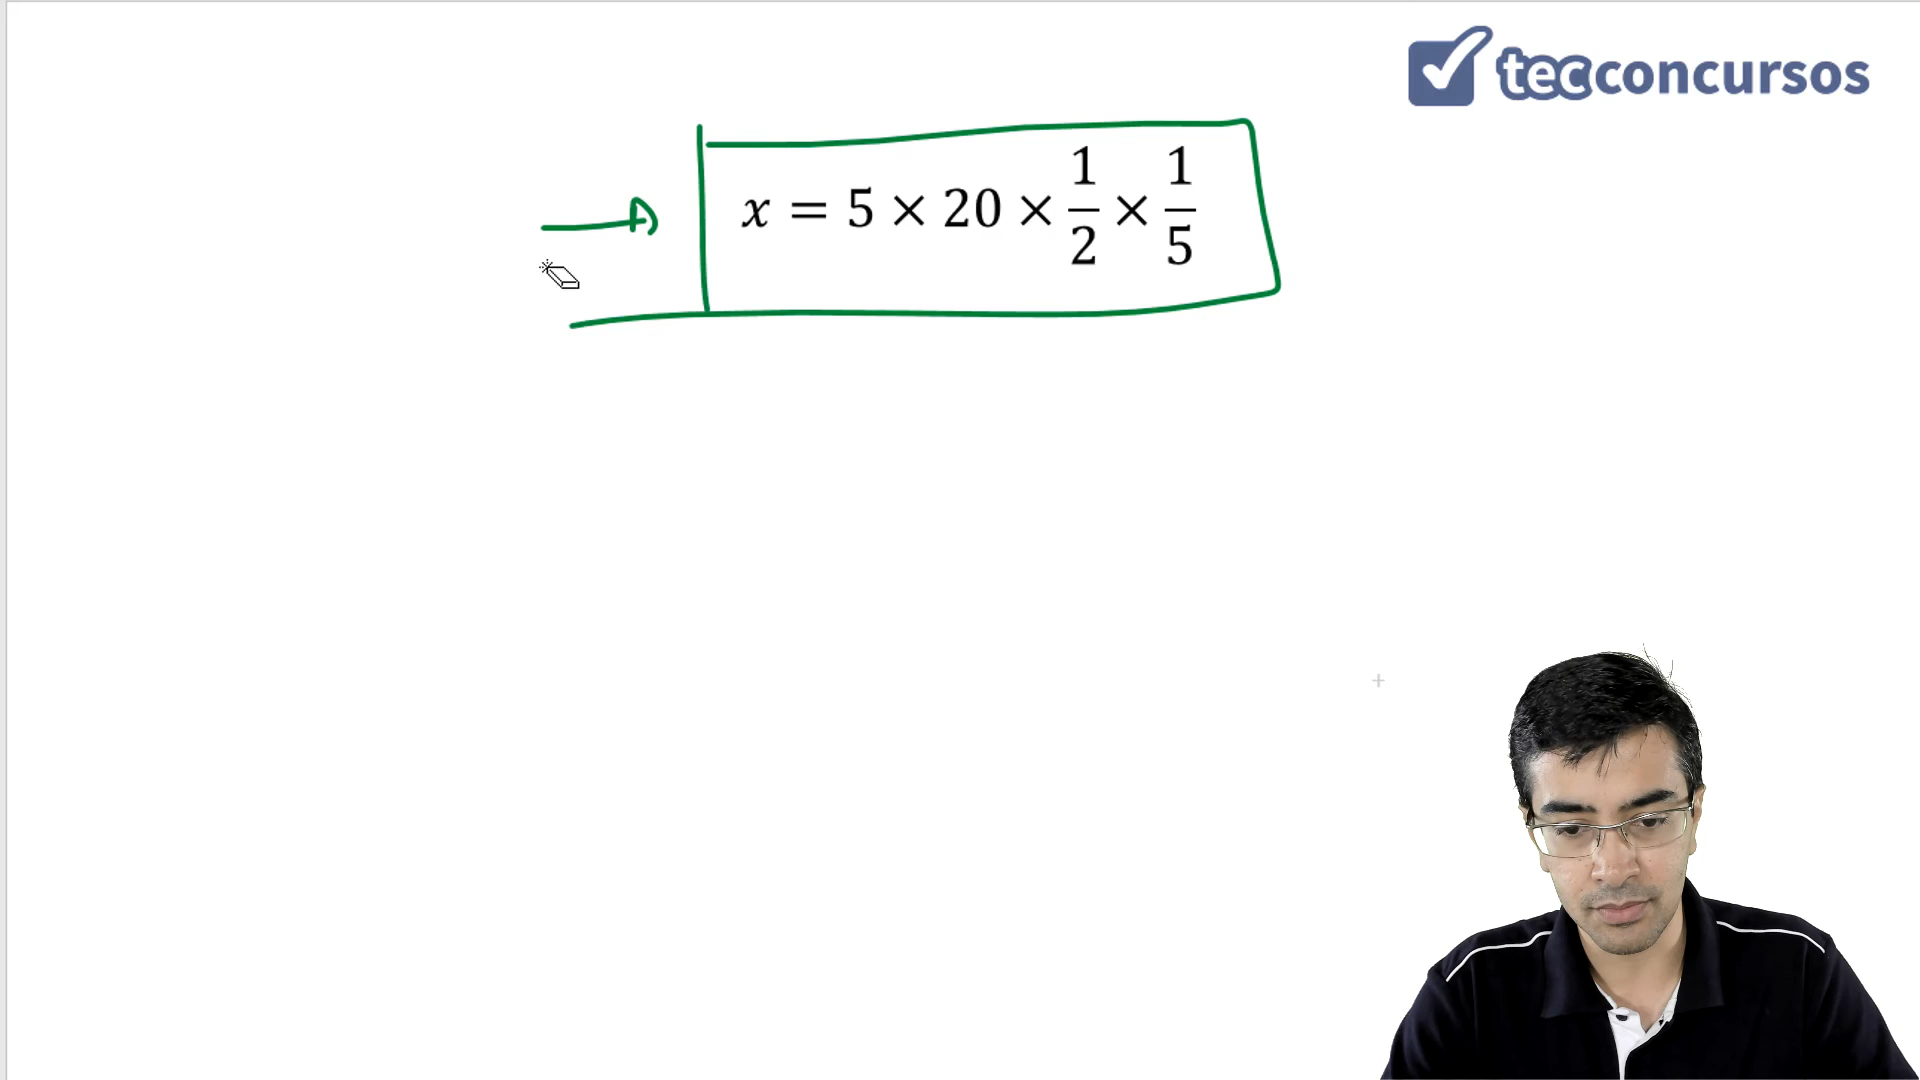 tecconcursos
x = 5 × 20 × 1/2 × 1/5